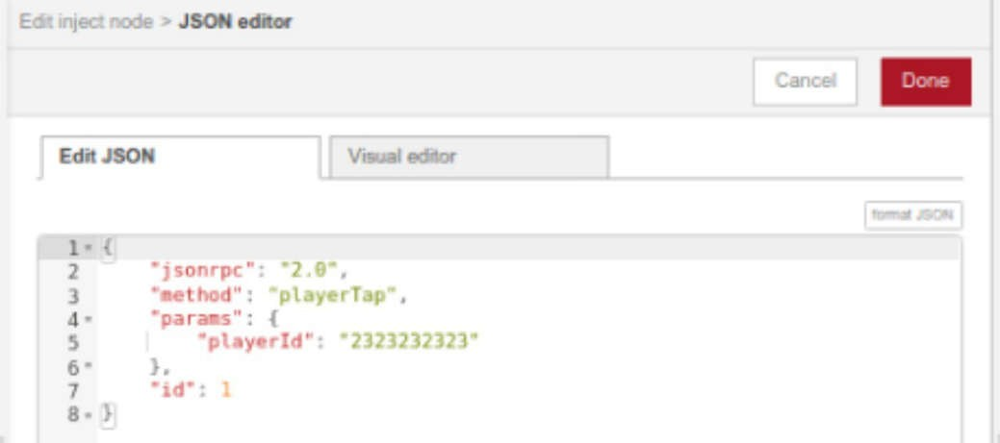 Edit inject node > JSON editor
Cancel Done
Edit JSON Visual editor
format JSON
1 {
2 "jsonrpc": "2.0",
3 "method": "playerTap",
4 "params": {
5 "playerId": "2323232323"
6 },
7 "id": 1
8 }